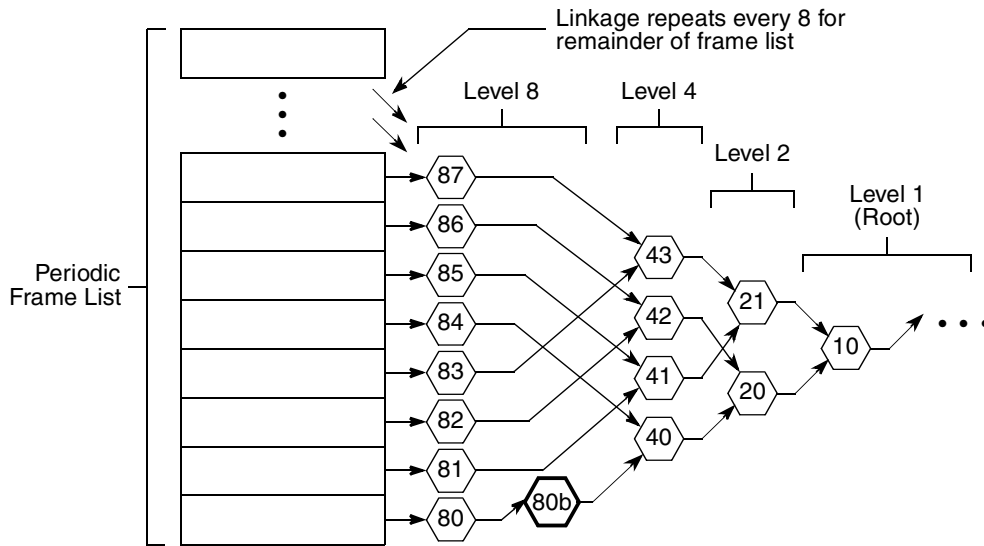 Linkage repeats every 8 for
remainder of frame list
Level 8
Level 4
Level 2
Level 1
(Root)
Periodic
Frame List
87
86
85
84
83
82
81
80
80b
43
42
41
40
21
20
10